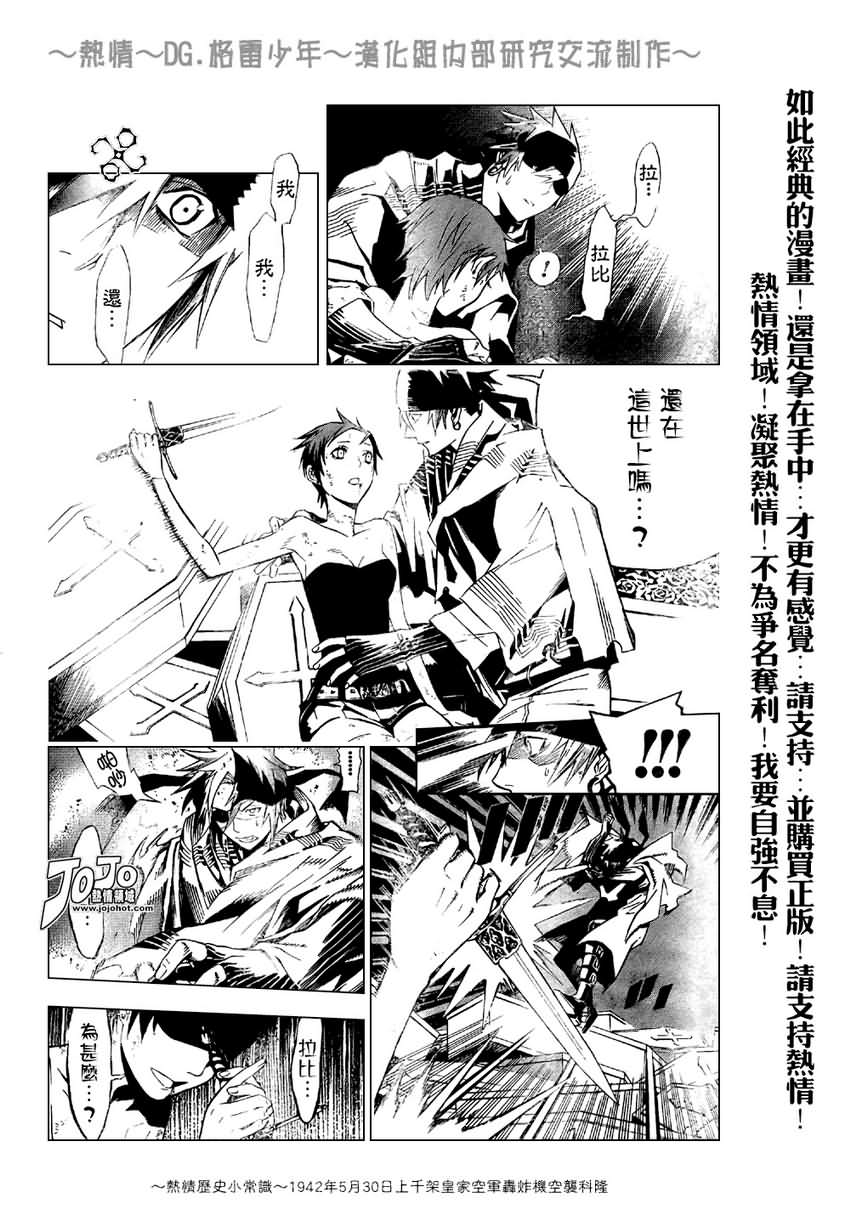 ～熱情～DG.格雷少年～漢化組內部研究交流制作～
如此經典的漫畫！還是拿在手中…才更有感覺…請支持…並購買正版！請支持熱情！
熱情領域！凝聚熱情！不為爭名奪利！我要自強不息！
拉…
拉比…
！
我…
我…
還…
還在
這世上嗎…？
!!!
………
啪
…
…
JOJO
熱情領域
www.jojohot.com
拉比…
為甚麼…？
～熱情歷史小常識～1942年5月30日上千架皇家空軍轟炸機空襲科隆